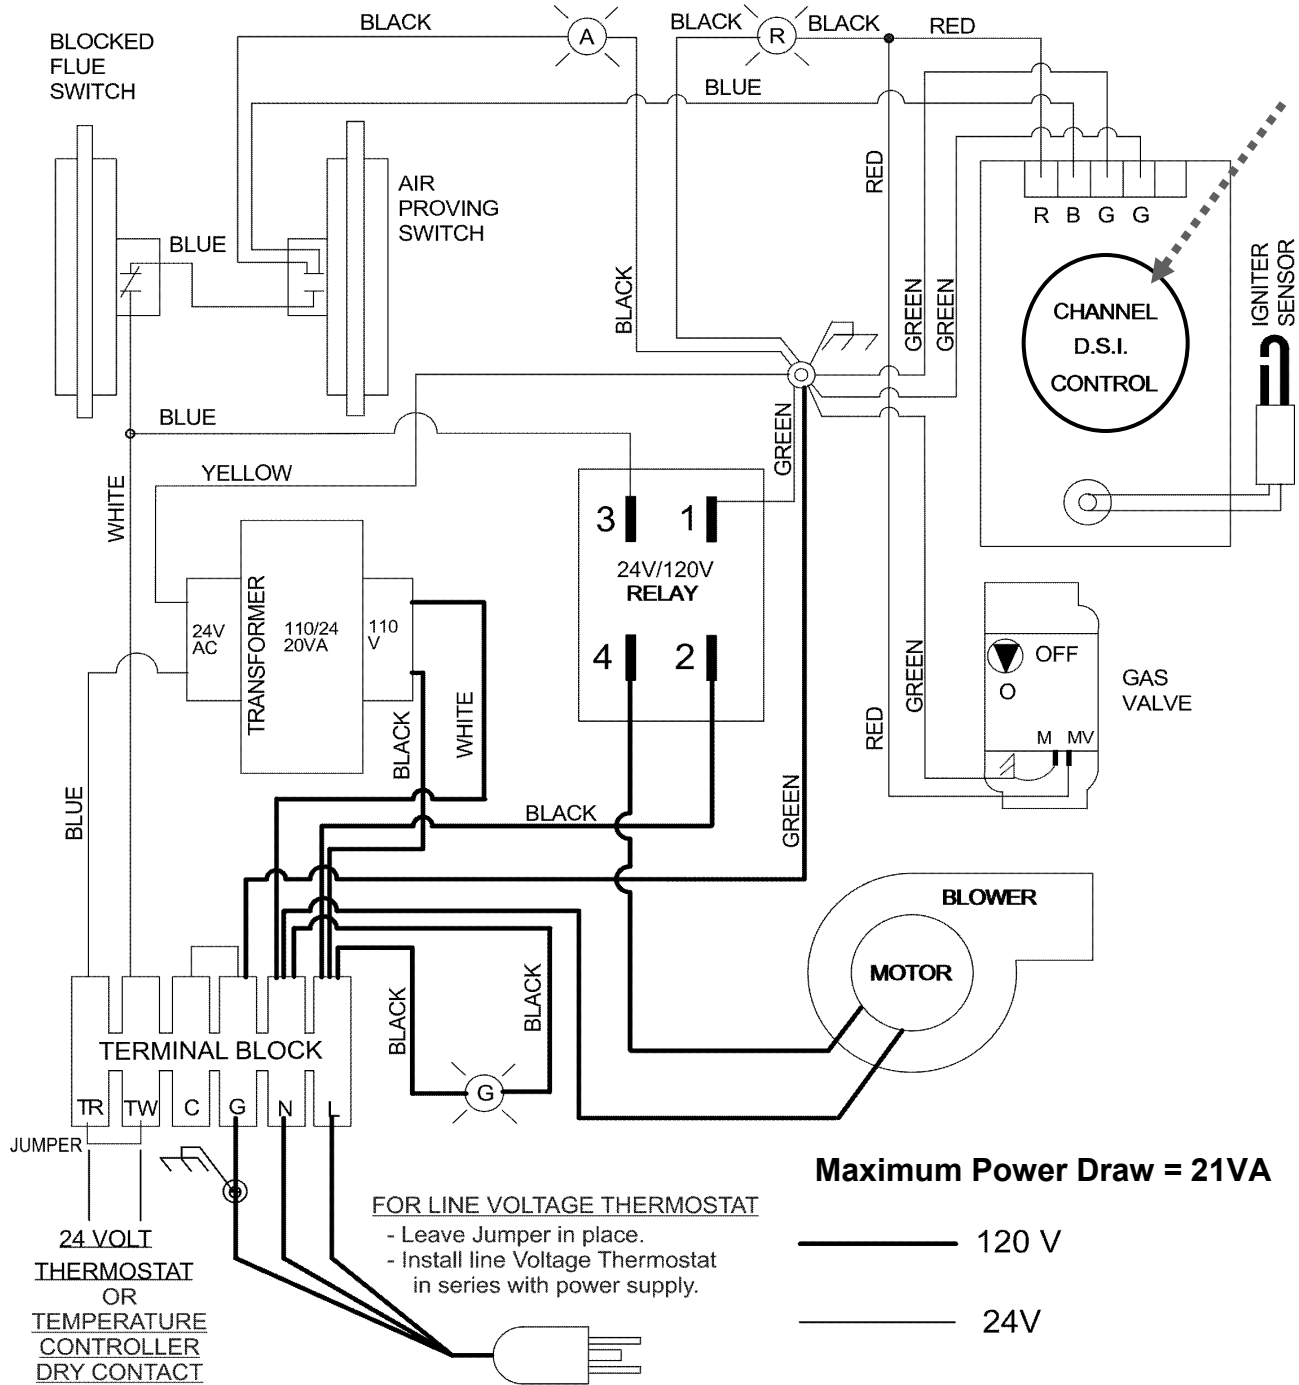 BLACK
A
BLACK
R
BLACK
RED
BLOCKED
FLUE
SWITCH
BLUE
AIR
PROVING
SWITCH
RED
R B G G
BLUE
BLACK
GREEN
GREEN
CHANNEL
D.S.I.
CONTROL
IGNITER
SENSOR
BLUE
YELLOW
WHITE
GREEN
3
1
24V/120V
RELAY
4
2
24V
AC
TRANSFORMER
110/24
20VA
110
V
BLACK
WHITE
OFF
O
M MV
GAS
VALVE
RED
GREEN
BLUE
BLACK
GREEN
BLOWER
MOTOR
BLACK
BLACK
G
TERMINAL BLOCK
TR
TW
C
G
N
L
JUMPER
24 VOLT
THERMOSTAT
OR
TEMPERATURE
CONTROLLER
DRY CONTACT
FOR LINE VOLTAGE THERMOSTAT
- Leave Jumper in place.
- Install line Voltage Thermostat
in series with power supply.
Maximum Power Draw = 21VA
120 V
24V